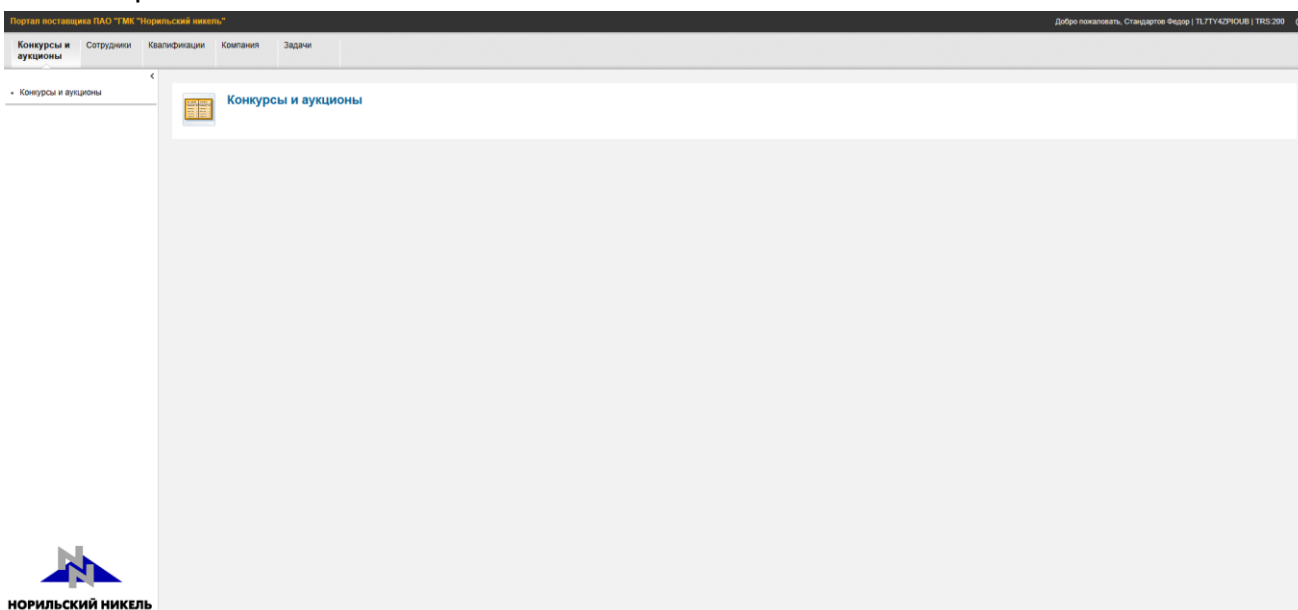 Портал поставщика ПАО "ГМК "Норильский никель"
Добро пожаловать, Стандартов Федор | TL7TY4ZPIOUB | TRS:200
Конкурсы и аукционы
Сотрудники
Квалификации
Компания
Задачи
Конкурсы и аукционы
Конкурсы и аукционы
НОРИЛЬСКИЙ НИКЕЛЬ